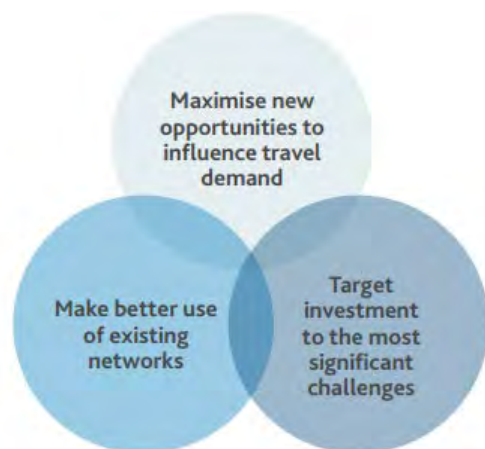 Maximise new
opportunities to
influence travel
demand
Make better use
of existing
networks
Target
investment
to the most
significant
challenges